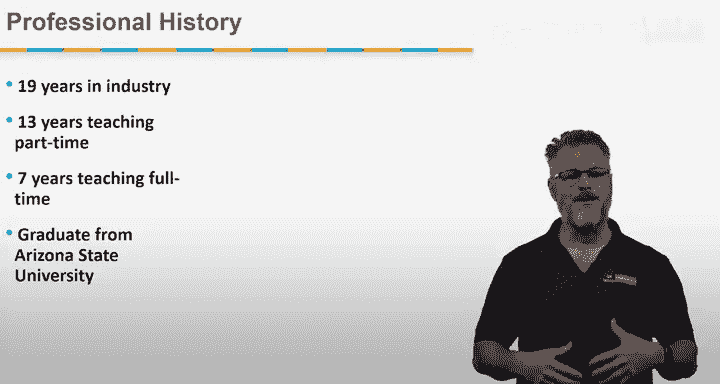 Professional History
• 19 years in industry
• 13 years teaching
part-time
• 7 years teaching full-
time
• Graduate from
Arizona State
University